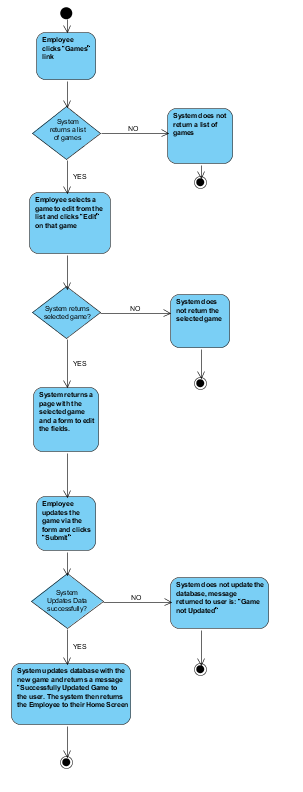 Employee
clicks "Games"
link
System
returns a list
of games
NO
System does not
return a list of
games
YES
Employee selects a
game to edit from the
list and clicks "Edit"
on that game
System returns
selected game?
NO
System does
not return the
selected game
YES
System returns a
page with the
selected game
and a form to edit
the fields.
Employee
updates the
game via the
form and clicks
"Submit"
System
Updates Data
successfully?
NO
System does not update the
database, message
returned to user is: "Game
not Updated"
YES
System updates database with the
new game and returns a message
"Successfully Updated Game to
the user. The system then returns
the Employee to their Home Screen